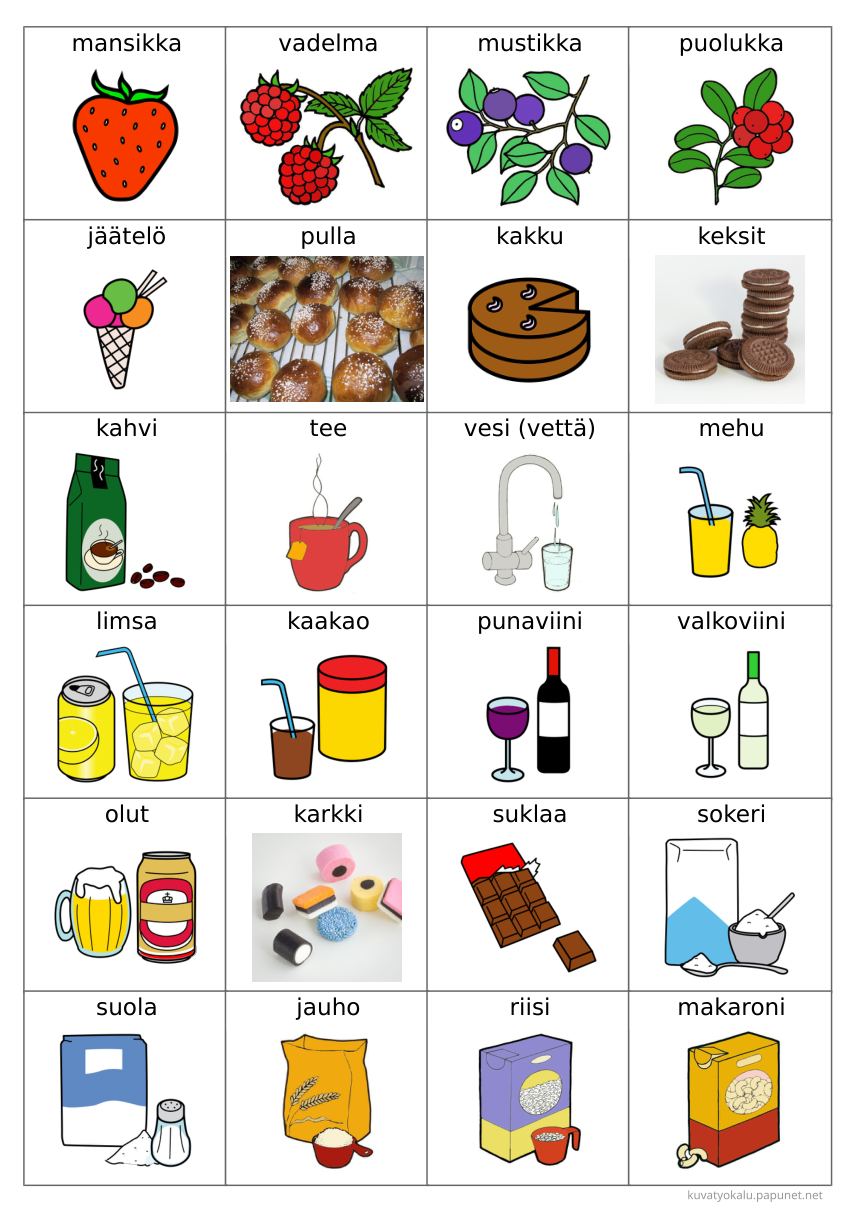 mansikka
vadelma
mustikka
puolukka
jäätelö
pulla
kakku
keksit
kahvi
tee
vesi (vettä)
mehu
limsa
kaakao
punaviini
valkoviini
olut
karkki
suklaa
sokeri
suola
jauho
riisi
makaroni
kuvatyokalu.papunet.net